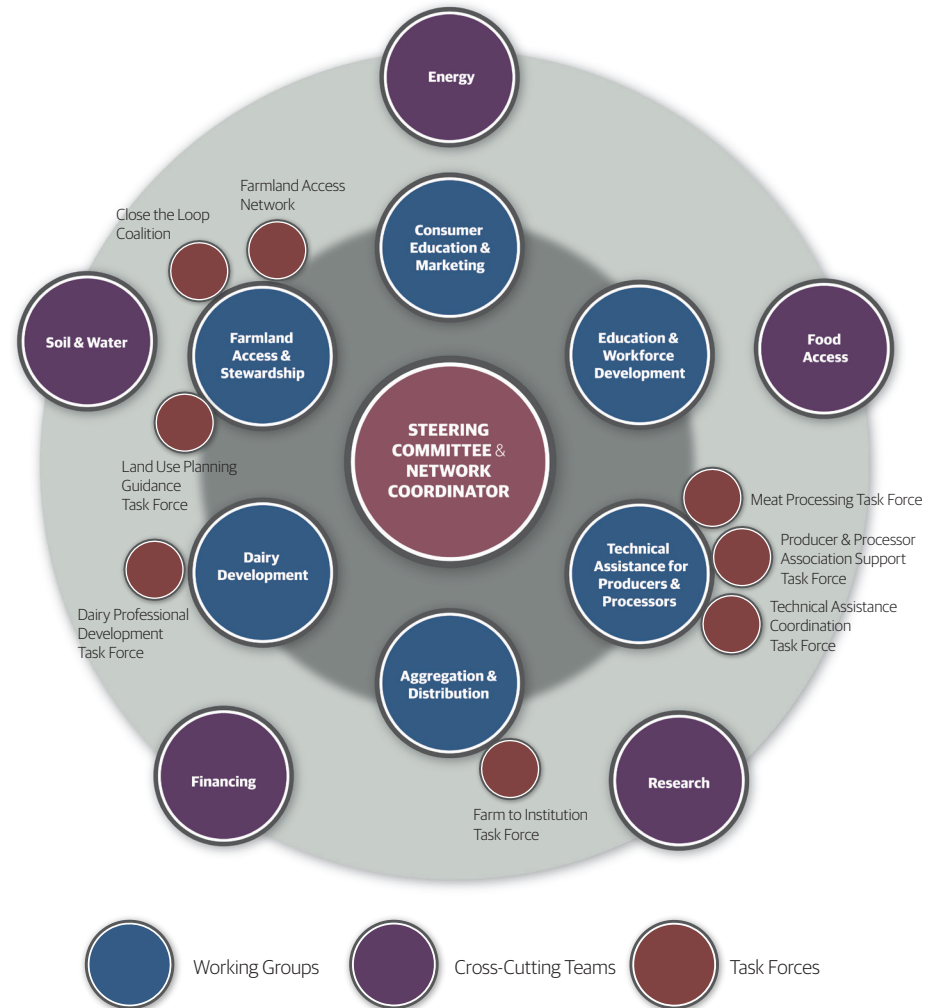 Energy
Farmland Access
Network
Close the Loop
Coalition
Consumer
Education &
Marketing
Soil & Water
Farmland
Access &
Stewardship
Education &
Workforce
Development
Food
Access
STEERING
COMMITTEE &
NETWORK
COORDINATOR
Land Use Planning
Guidance
Task Force
Meat Processing Task Force
Dairy
Development
Technical
Assistance for
Producers &
Processors
Producer & Processor
Association Support
Task Force
Technical Assistance
Coordination
Task Force
Dairy Professional
Development
Task Force
Aggregation &
Distribution
Financing
Research
Farm to Institution
Task Force
Working Groups
Cross-Cutting Teams
Task Forces